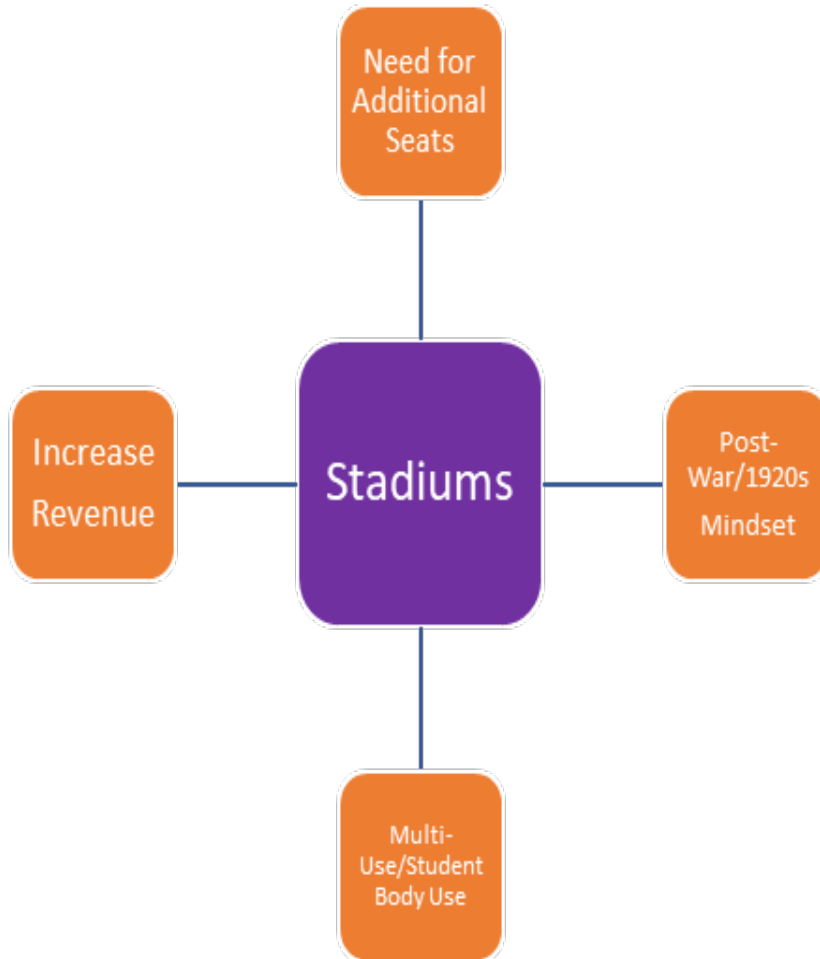 Need for
Additional
Seats
Increase
Revenue
Stadiums
Post-
War/1920s
Mindset
Multi-
Use/Student
Body Use